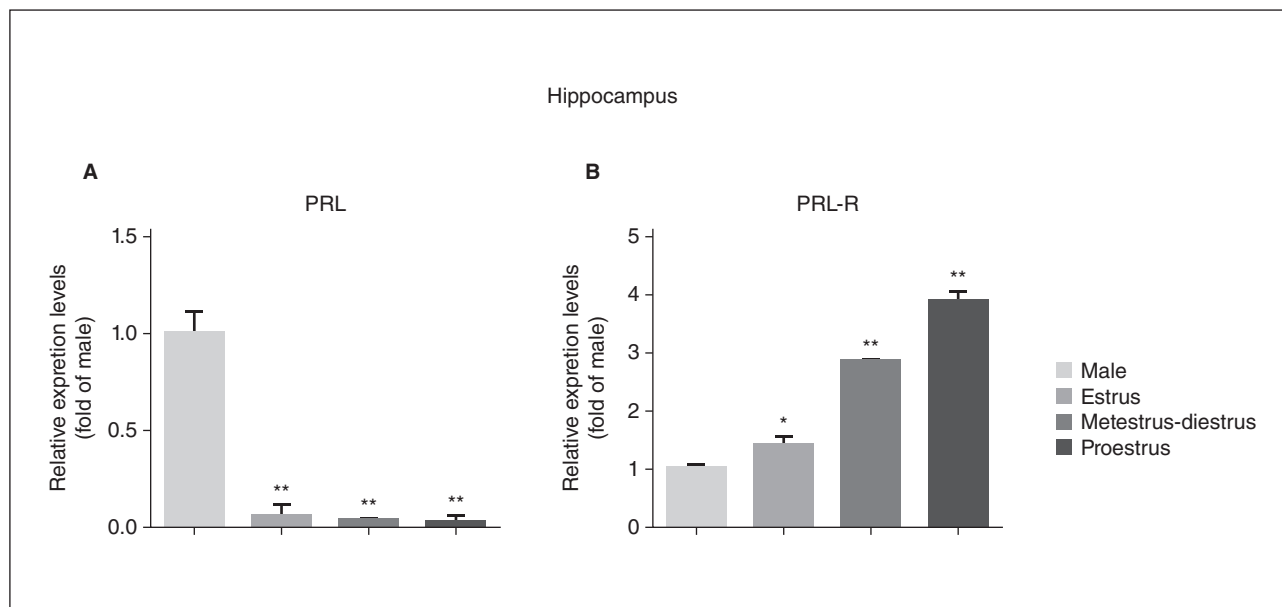 Hippocampus
A
PRL
Relative expretion levels
(fold of male)
1.5
1.0
0.5
0.0
**
**
**
B
PRL-R
Relative expretion levels
(fold of male)
5
4
3
2
1
0
*
**
**
Male
Estrus
Metestrus-diestrus
Proestrus